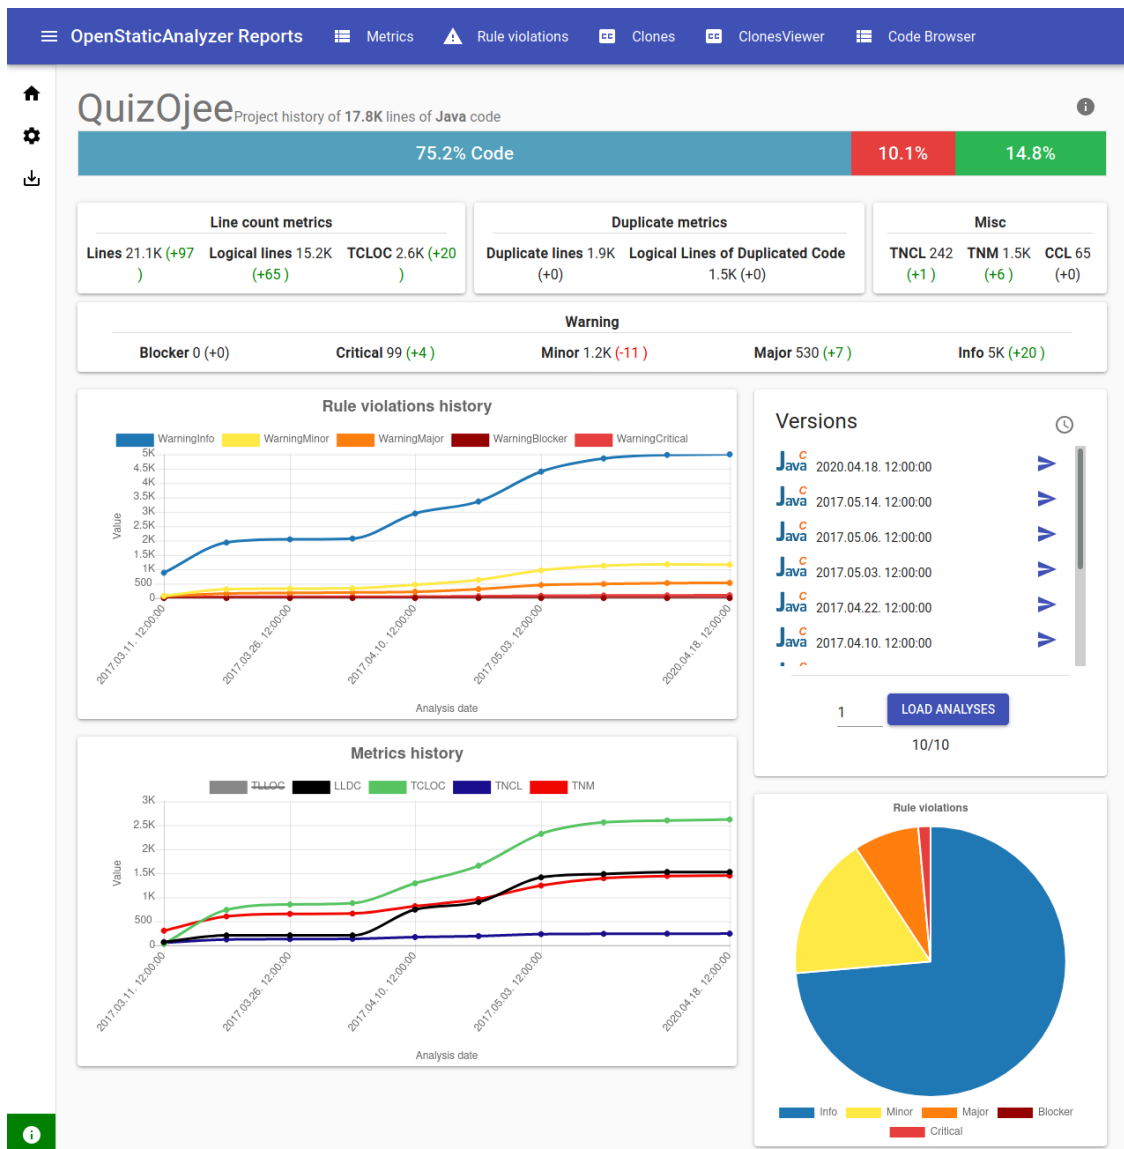 OpenStaticAnalyzer Reports Metrics Rule violations CC Clones CC ClonesViewer Code Browser
QuizOjee Project history of 17.8K lines of Java code
75.2% Code 10.1% 14.8%
Line count metrics
Lines 21.1K (+97 ) Logical lines 15.2K (+65 ) TCLOC 2.6K (+20 )
Duplicate metrics
Duplicate lines 1.9K (+0) Logical Lines of Duplicated Code 1.5K (+0)
Misc
TNCL 242 (+1 ) TNM 1.5K (+6 ) CCL 65 (+0)
Warning
Blocker 0 (+0) Critical 99 (+4 ) Minor 1.2K (-11 ) Major 530 (+7 ) Info 5K (+20 )
Rule violations history
WarningInfo WarningMinor WarningMajor WarningBlocker WarningCritical
5K
4.5K
4K
3.5K
3K
2.5K
2K
1.5K
1K
500
0
Value
2017.03.11. 12:00:00
2017.03.26. 12:00:00
2017.04.10. 12:00:00
2017.05.03. 12:00:00
2020.04.18. 12:00:00
Analysis date
Versions
Java C 2020.04.18. 12:00:00
Java C 2017.05.14. 12:00:00
Java C 2017.05.06. 12:00:00
Java C 2017.05.03. 12:00:00
Java C 2017.04.22. 12:00:00
Java C 2017.04.10. 12:00:00
1 LOAD ANALYSES
10/10
Metrics history
TLLOC LLDC TCLOC TNCL TNM
3K
2.5K
2K
1.5K
1K
500
0
Value
2017.03.11. 12:00:00
2017.03.26. 12:00:00
2017.04.10. 12:00:00
2017.05.03. 12:00:00
2020.04.18. 12:00:00
Analysis date
Rule violations
Info Minor Major Blocker
Critical